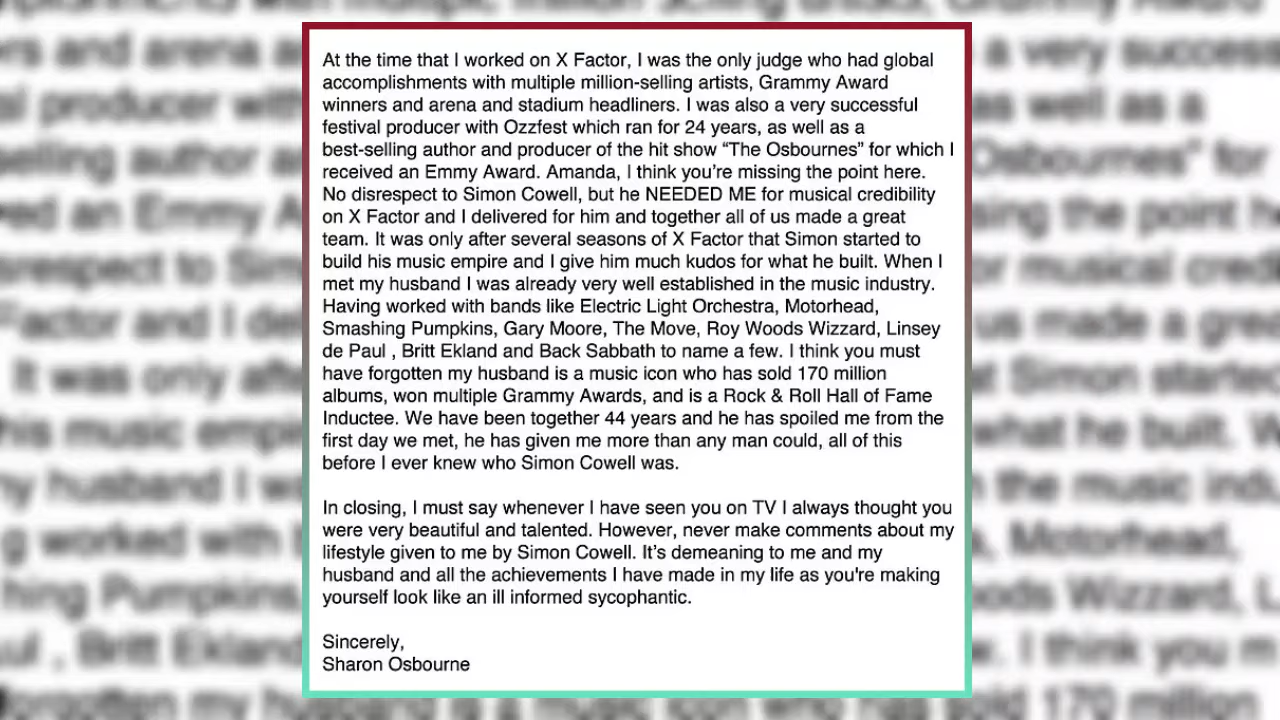 At the time that I worked on X Factor, I was the only judge who had global
accomplishments with multiple million-selling artists, Grammy Award
winners and arena and stadium headliners. I was also a very successful
festival producer with Ozzfest which ran for 24 years, as well as a
best-selling author and producer of the hit show “The Osbournes” for which I
received an Emmy Award. Amanda, I think you’re missing the point here.
No disrespect to Simon Cowell, but he NEEDED ME for musical credibility
on X Factor and I delivered for him and together all of us made a great
team. It was only after several seasons of X Factor that Simon started to
build his music empire and I give him much kudos for what he built. When I
met my husband I was already very well established in the music industry.
Having worked with bands like Electric Light Orchestra, Motorhead,
Smashing Pumpkins, Gary Moore, The Move, Roy Woods Wizzard, Linsey
de Paul , Britt Ekland and Back Sabbath to name a few. I think you must
have forgotten my husband is a music icon who has sold 170 million
albums, won multiple Grammy Awards, and is a Rock & Roll Hall of Fame
Inductee. We have been together 44 years and he has spoiled me from the
first day we met, he has given me more than any man could, all of this
before I ever knew who Simon Cowell was.
In closing, I must say whenever I have seen you on TV I always thought you
were very beautiful and talented. However, never make comments about my
lifestyle given to me by Simon Cowell. It’s demeaning to me and my
husband and all the achievements I have made in my life as you're making
yourself look like an ill informed sycophantic.
Sincerely,
Sharon Osbourne